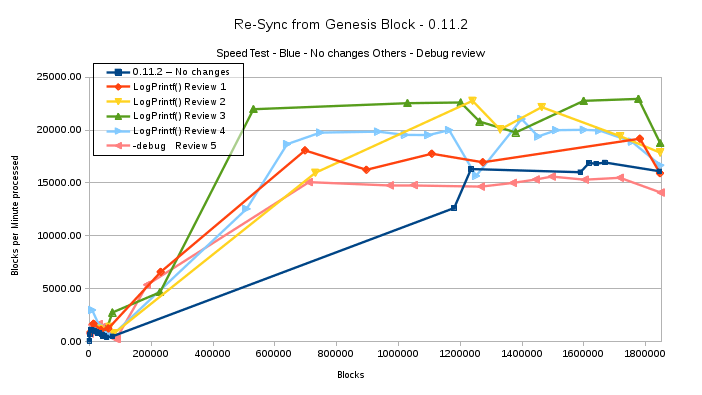 Re-Sync from Genesis Block - 0.11.2
Speed Test - Blue - No changes Others - Debug review
0.11.2 – No changes
LogPrintf() Review 1
LogPrintf() Review 2
LogPrintf() Review 3
LogPrintf() Review 4
-debug Review 5
Blocks per Minute processed
25000.00
20000.00
15000.00
10000.00
5000.00
0.00
0 200000 400000 600000 800000 1000000 1200000 1400000 1600000 1800000
Blocks